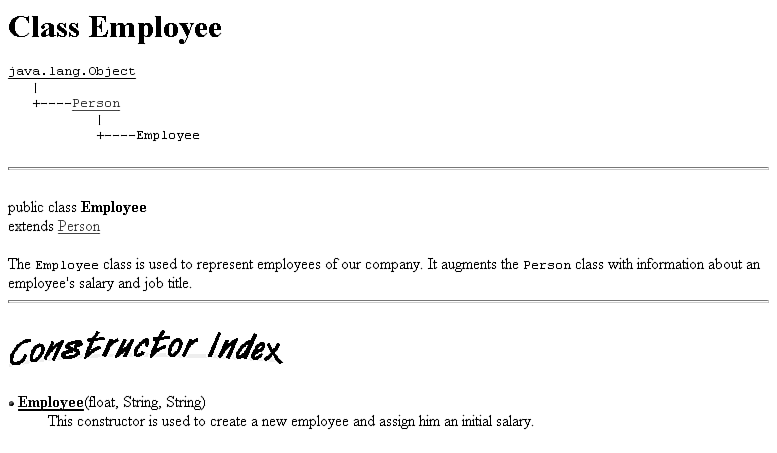 Class Employee
java.lang.Object
   |
   +----Person
           |
           +----Employee
public class Employee
extends Person
The Employee class is used to represent employees of our company. It augments the Person class with information about an
employee's salary and job title.
Constructor Index
Employee(float, String, String)
This constructor is used to create a new employee and assign him an initial salary.